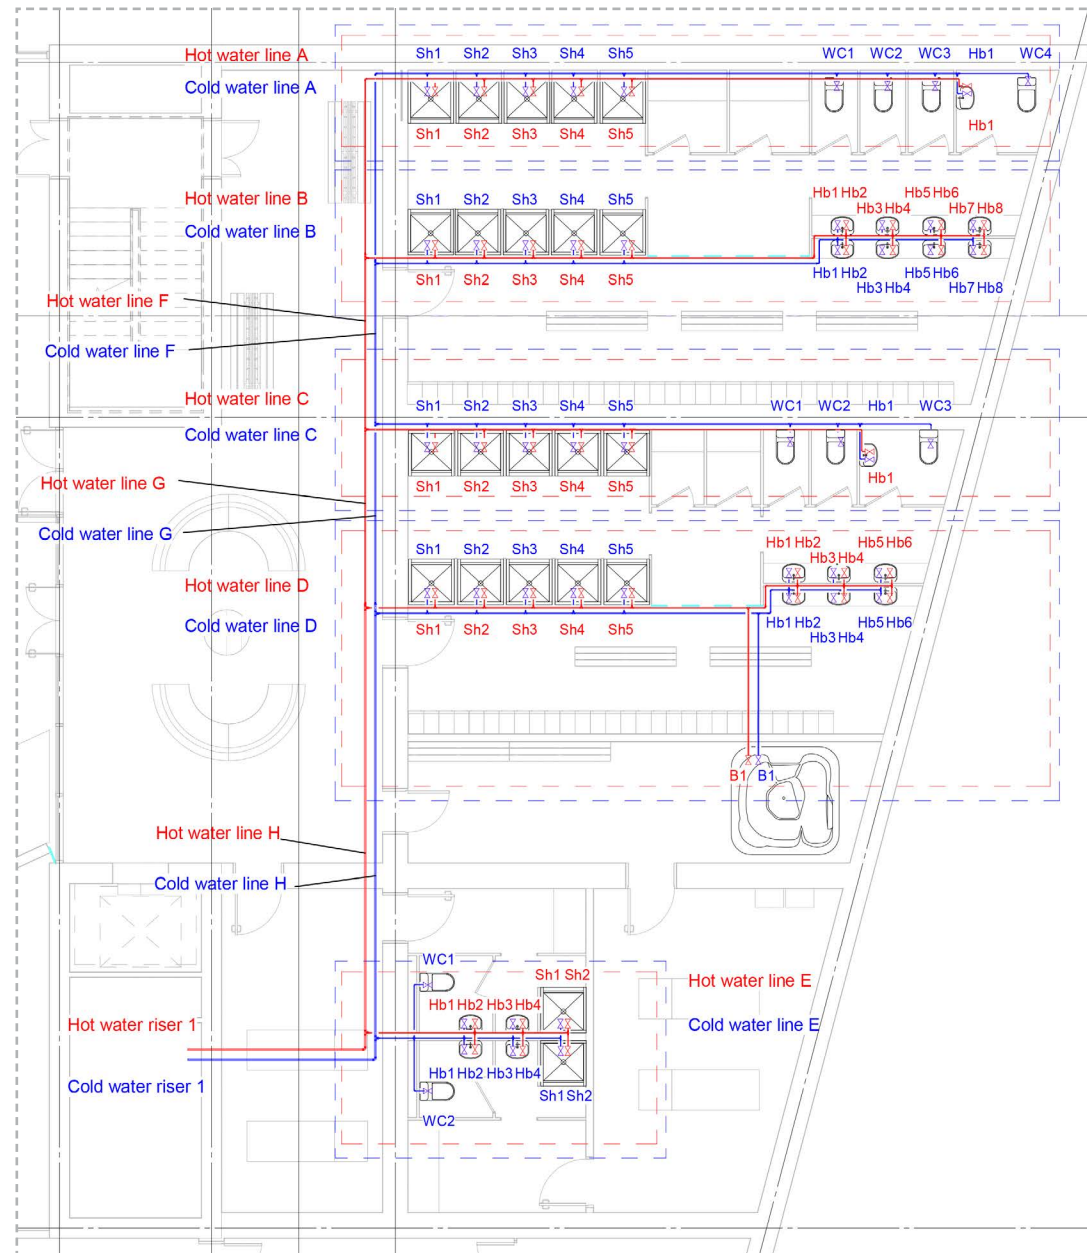 Hot water line A
Sh1 Sh2 Sh3 Sh4 Sh5 WC1 WC2 WC3 Hb1 WC4
Cold water line A
Sh1 Sh2 Sh3 Sh4 Sh5 Hb1
Hot water line B
Sh1 Sh2 Sh3 Sh4 Sh5 Hb1 Hb2 Hb5 Hb6
Hb3 Hb4 Hb7 Hb8
Cold water line B
Sh1 Sh2 Sh3 Sh4 Sh5 Hb1 Hb2 Hb5 Hb6
Hb3 Hb4 Hb7 Hb8
Hot water line F
Cold water line F
Hot water line C
Sh1 Sh2 Sh3 Sh4 Sh5 WC1 WC2 Hb1 WC3
Cold water line C
Sh1 Sh2 Sh3 Sh4 Sh5 Hb1
Hot water line G
Cold water line G
Sh1 Sh2 Sh3 Sh4 Sh5 Hb1 Hb2 Hb5 Hb6
Hb3 Hb4
Hot water line D
Cold water line D
Sh1 Sh2 Sh3 Sh4 Sh5 Hb1 Hb2 Hb5 Hb6
Hb3 Hb4
B1 B1
Hot water line H
Cold water line H
WC1
Sh1 Sh2
Hot water line E
Hb1 Hb2 Hb3 Hb4
Hot water riser 1
Cold water line E
Hb1 Hb2 Hb3 Hb4
Cold water riser 1
Sh1 Sh2
WC2